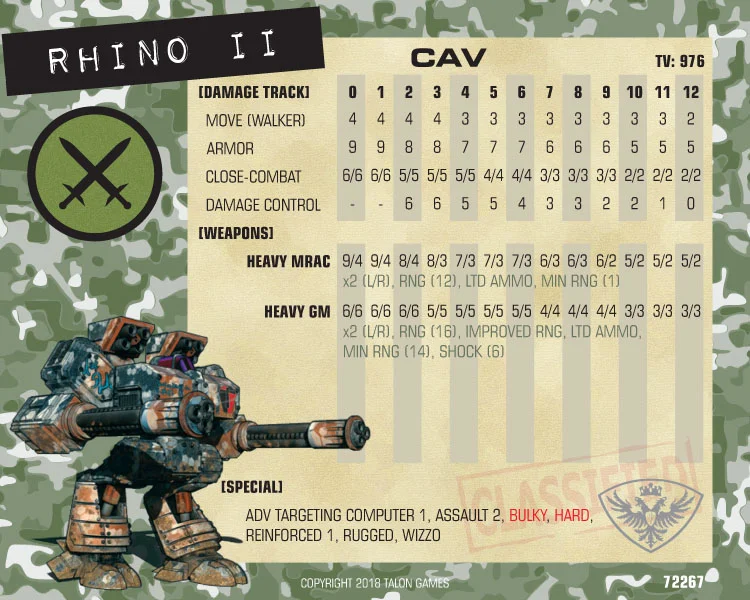 RHINO II
CAV
TV: 976
[DAMAGE TRACK] 0 1 2 3 4 5 6 7 8 9 10 11 12
MOVE (WALKER) 4 4 4 4 3 3 3 3 3 3 3 3 2
ARMOR 9 9 8 8 7 7 7 6 6 6 5 5 5
CLOSE-COMBAT 6/6 6/6 5/5 5/5 5/5 4/4 4/4 3/3 3/3 3/3 2/2 2/2 2/2
DAMAGE CONTROL - - 6 6 5 5 4 3 3 2 2 1 0
[WEAPONS]
HEAVY MRAC 9/4 9/4 8/4 8/3 7/3 7/3 7/3 6/3 6/3 6/2 5/2 5/2 5/2
x2 (L/R), RNG (12), LTD AMMO, MIN RNG (1)
HEAVY GM 6/6 6/6 6/6 5/5 5/5 5/5 5/5 4/4 4/4 4/4 3/3 3/3 3/3
x2 (L/R), RNG (16), IMPROVED RNG, LTD AMMO,
MIN RNG (14), SHOCK (6)
CLASSIFIED
[SPECIAL]
ADV TARGETING COMPUTER 1, ASSAULT 2, BULKY, HARD,
REINFORCED 1, RUGGED, WIZZO
COPYRIGHT 2018 TALON GAMES
72267